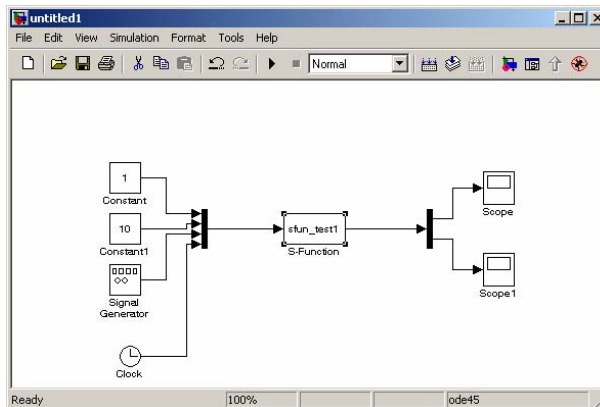 untitled1
File Edit View Simulation Format Tools Help
Normal
1
Constant
10
Constant1
Signal
Generator
Clock
sfun_test1
S-Function
Scope
Scope1
Ready 100% ode45